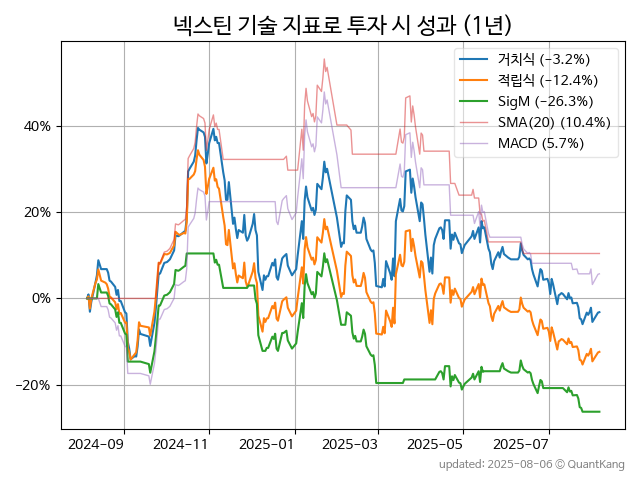 넥스틴 기술 지표로 투자 시 성과 (1년)
거치식 (−3.2%)
적립식 (−12.4%)
SigM (−26.3%)
SMA(20) (10.4%)
MACD (5.7%)
40%
20%
0%
−20%
2024-09
2024-11
2025-01
2025-03
2025-05
2025-07
updated: 2025-08-06 © QuantKang